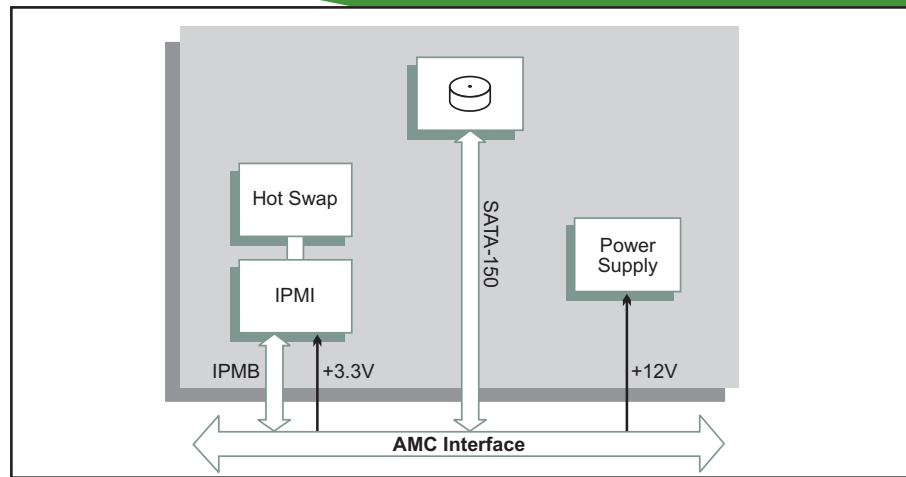 Hot Swap
IPMI
SATA-150
Power
Supply
IPMB
+3.3V
+12V
AMC Interface